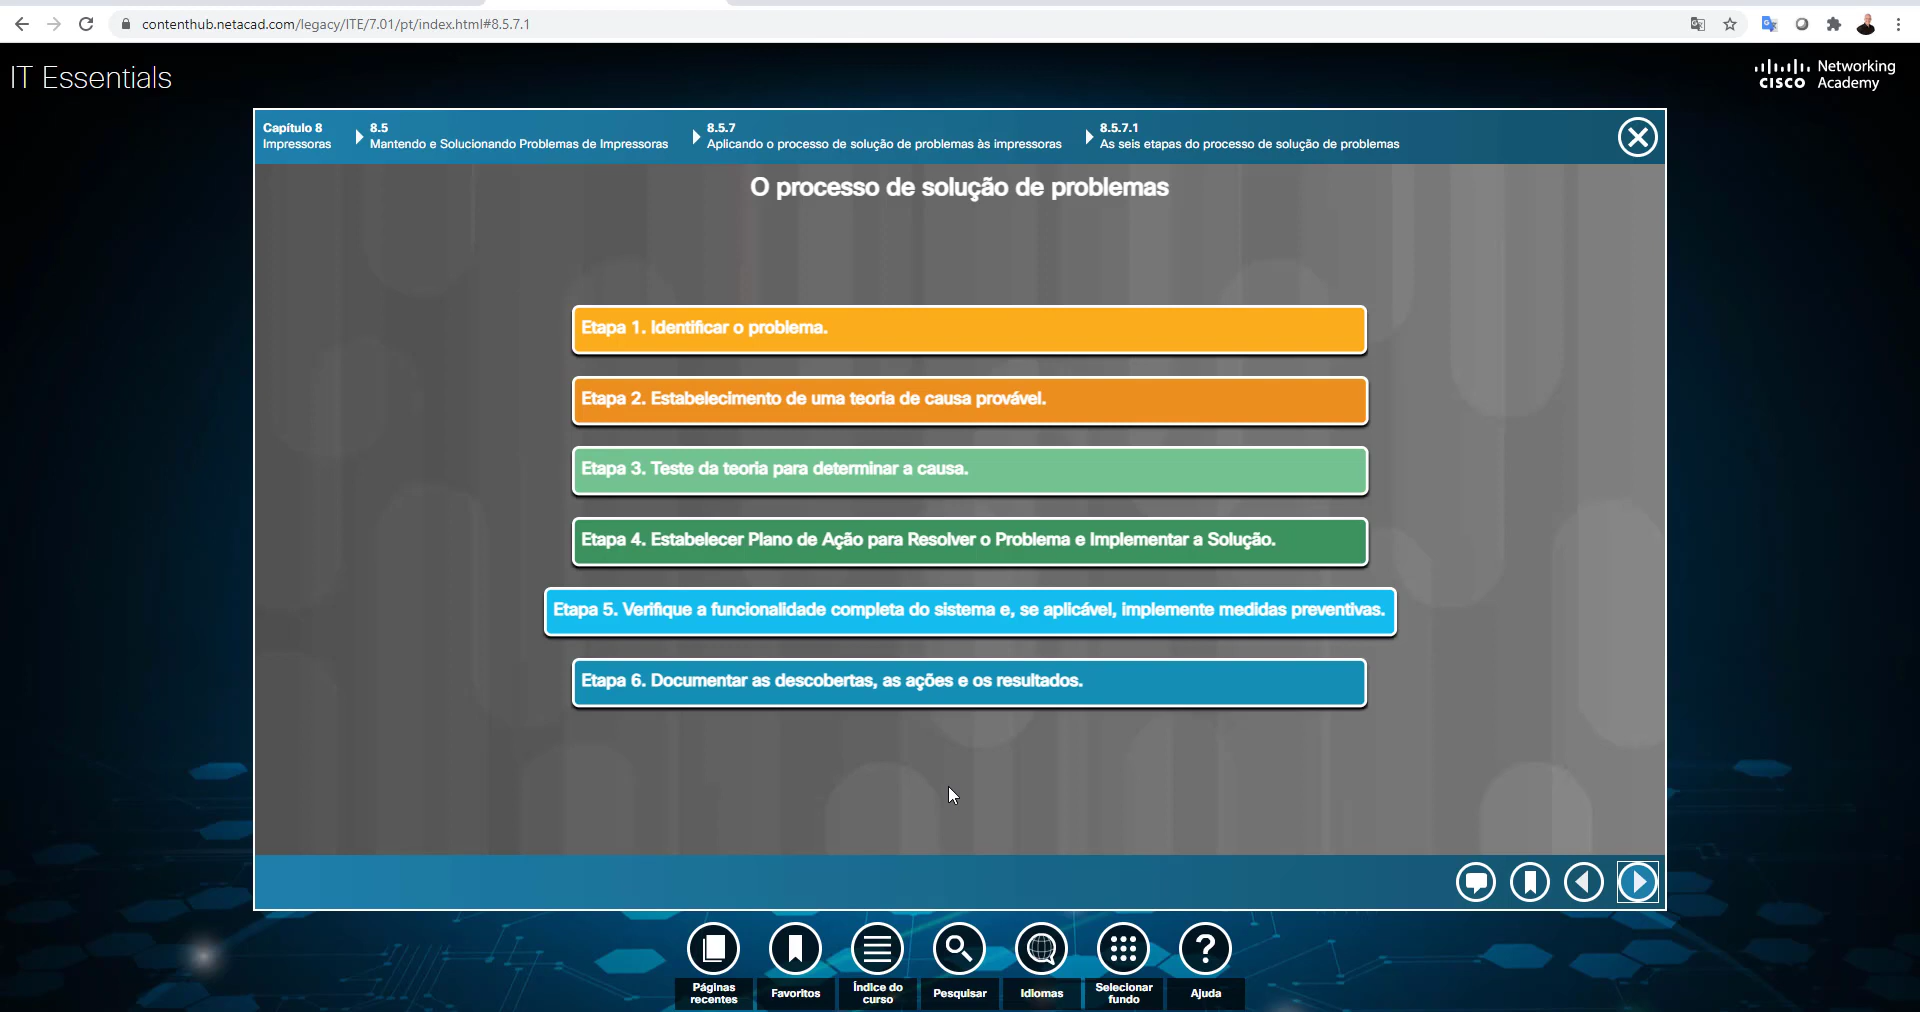 contenthub.netacad.com/legacy/ITE/7.01/pt/index.html#8.5.7.1
IT Essentials
Networking
CISCO Academy
Capítulo 8
Impressoras
8.5
Mantendo e Solucionando Problemas de Impressoras
8.5.7
Aplicando o processo de solução de problemas às impressoras
8.5.7.1
As seis etapas do processo de solução de problemas
O processo de solução de problemas
Etapa 1. Identificar o problema.
Etapa 2. Estabelecimento de uma teoria de causa provável.
Etapa 3. Teste da teoria para determinar a causa.
Etapa 4. Estabelecer Plano de Ação para Resolver o Problema e Implementar a Solução.
Etapa 5. Verifique a funcionalidade completa do sistema e, se aplicável, implemente medidas preventivas.
Etapa 6. Documentar as descobertas, as ações e os resultados.
Páginas
recentes
Favoritos
Índice do
curso
Pesquisar
Idiomas
Selecionar
fundo
Ajuda